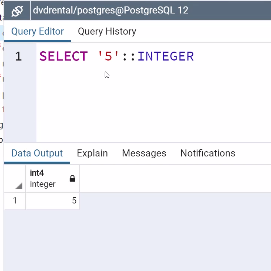 dvdrental/postgres@PostgreSQL 12
Query Editor Query History
1 SELECT '5'::INTEGER
Data Output Explain Messages Notifications
int4
integer
1 5